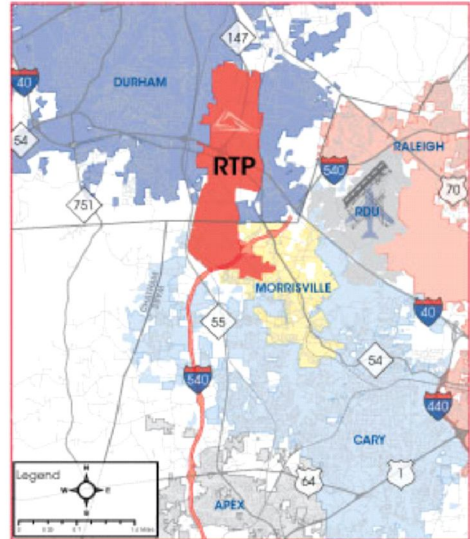 147
40
DURHAM
54
RALEIGH
540
70
RTP
751
RDU
MORRISVILLE
55
40
54
540
440
CARY
64
1
APEX
Legend
N
W
E
S